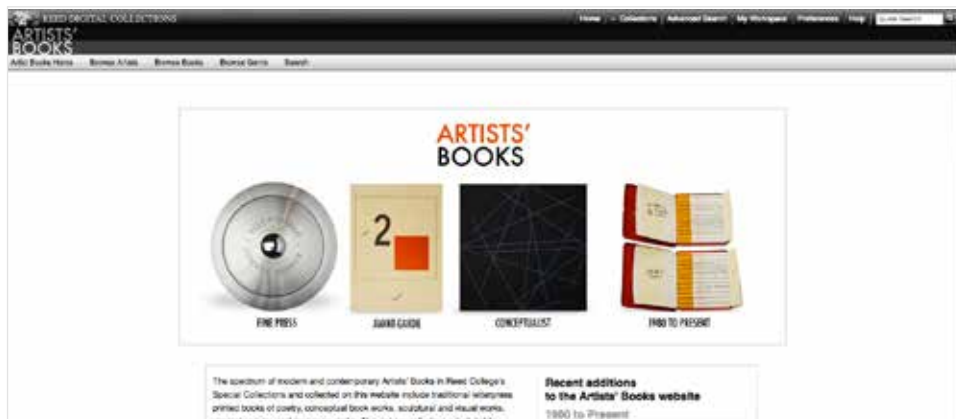 REED DIGITAL COLLECTIONS
Home Collections Advanced Search My Workspace Preferences Help
ARTISTS'
BOOKS
Artist Books Home Browse Artists Browse Books Browse Genre Search
ARTISTS'
BOOKS
2
FINE PRESS
CONCEPTUALIST
1980 TO PRESENT
The spectrum of modern and contemporary Artists' Books in Reed College's
Special Collections and collected on this website include traditional letterpress
printed books of poetry, conceptual book works, sculptural and visual works,
Recent additions
to the Artists' Books website
1980 to Present